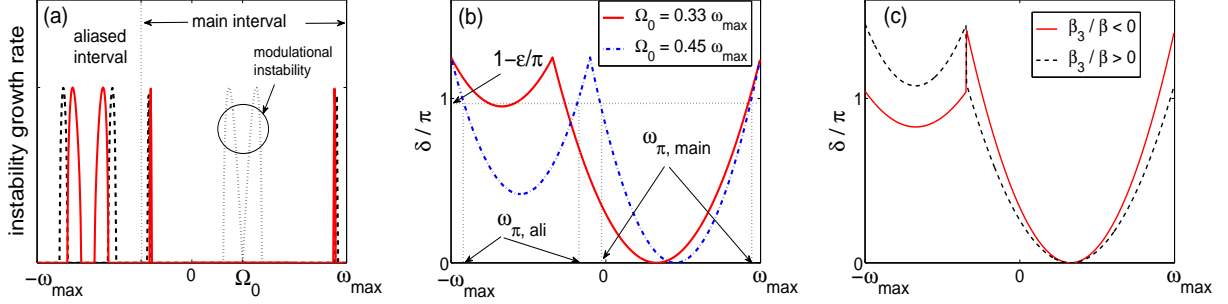 (a)
main interval
aliased
interval
modulational
instability
instability growth rate
−ω_max
0
Ω_0
ω_max
(b)
Ω_0 = 0.33 ω_max
Ω_0 = 0.45 ω_max
1−ε/π
1
ω_π, main
ω_π, ali
δ / π
0
−ω_max
0
ω_max
(c)
β_3 / β < 0
β_3 / β > 0
1
δ / π
0
−ω_max
0
ω_max